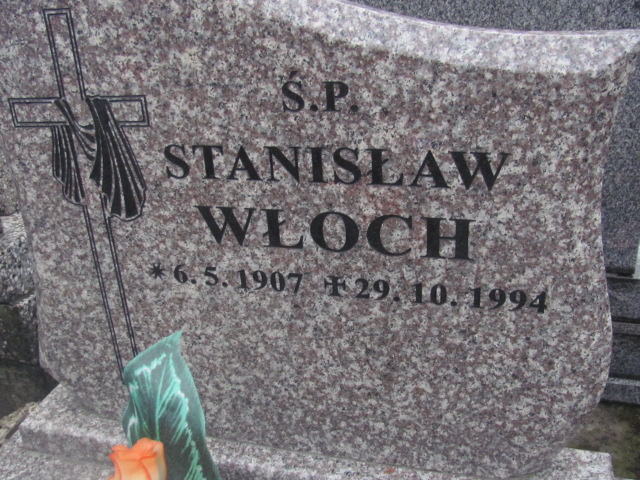 Ś.P.
STANISŁAW
WŁOCH
*6.5.1907 ✠29.10.1994